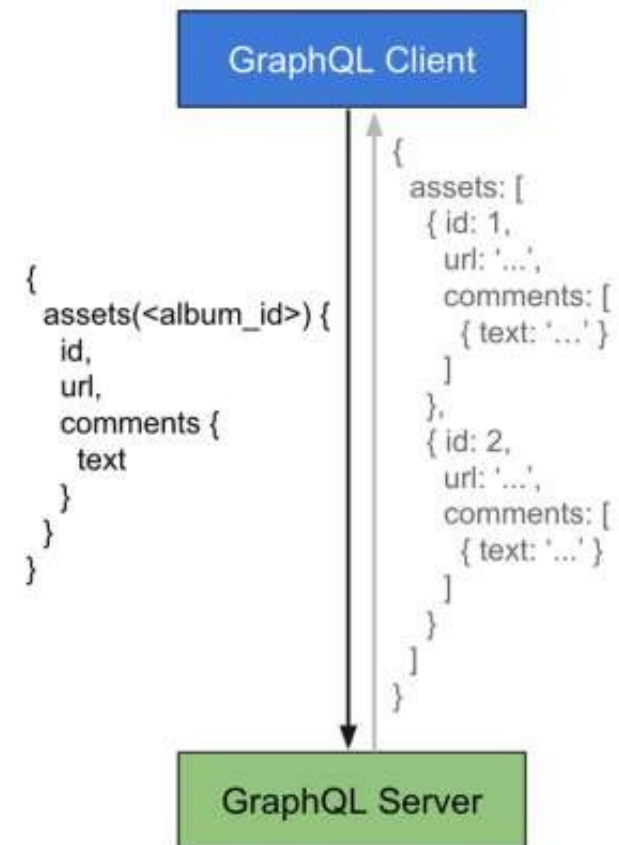 GraphQL Client
{
assets(<album_id>) {
id,
url,
comments {
text
}
}
}
{
assets: [
{ id: 1,
url: '...',
comments: [
{ text: '...' }
]
},
{ id: 2,
url: '...',
comments: [
{ text: '...' }
]
}
]
}
GraphQL Server